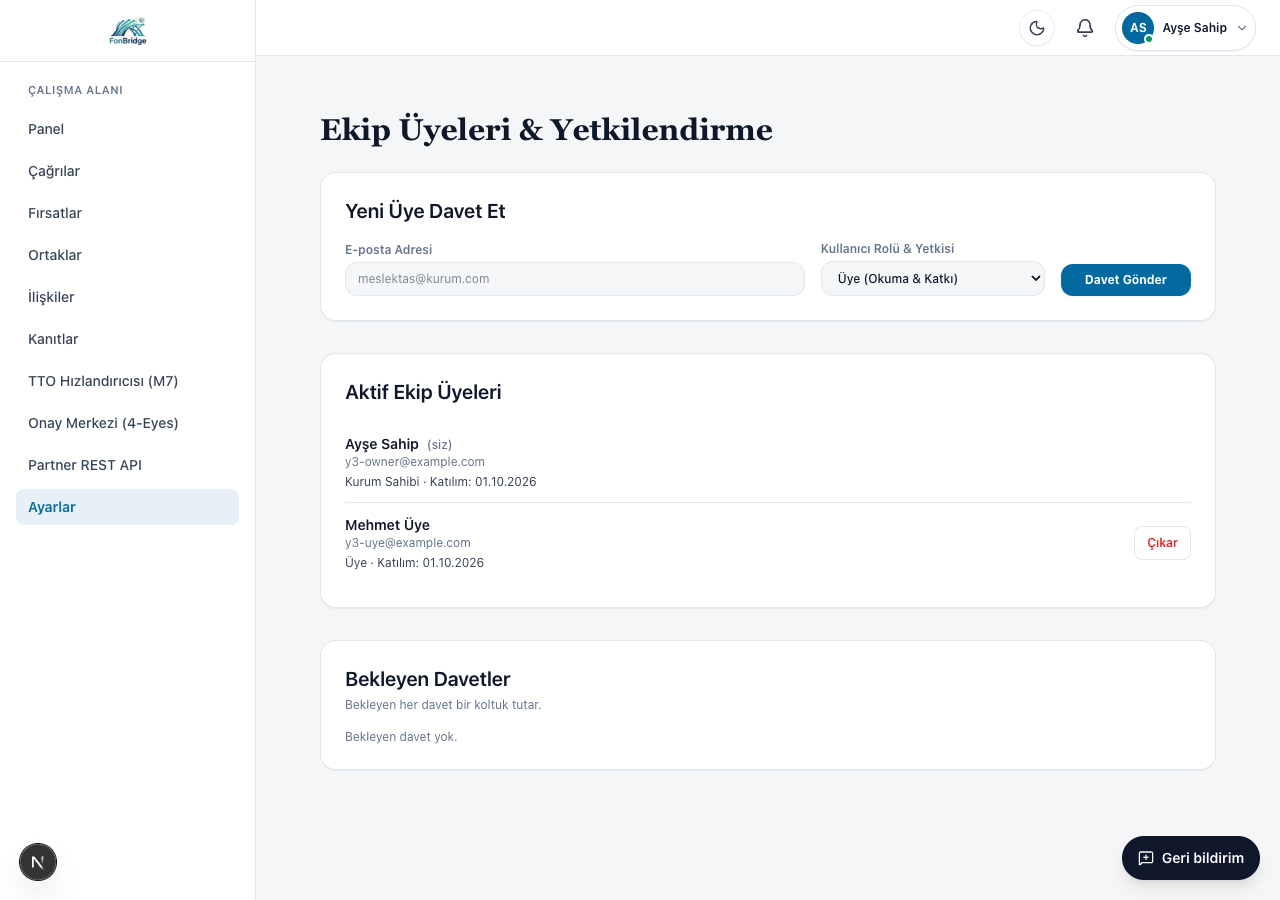 FonBridge
AS
Ayşe Sahip
ÇALIŞMA ALANI
Panel
Çağrılar
Fırsatlar
Ortaklar
İlişkiler
Kanıtlar
TTO Hızlandırıcısı (M7)
Onay Merkezi (4-Eyes)
Partner REST API
Ayarlar
Ekip Üyeleri & Yetkilendirme
Yeni Üye Davet Et
E-posta Adresi
meslektas@kurum.com
Kullanıcı Rolü & Yetkisi
Üye (Okuma & Katkı)
Davet Gönder
Aktif Ekip Üyeleri
Ayşe Sahip (siz)
y3-owner@example.com
Kurum Sahibi · Katılım: 01.10.2026
Mehmet Üye
y3-uye@example.com
Üye · Katılım: 01.10.2026
Çıkar
Bekleyen Davetler
Bekleyen her davet bir koltuk tutar.
Bekleyen davet yok.
N
Geri bildirim